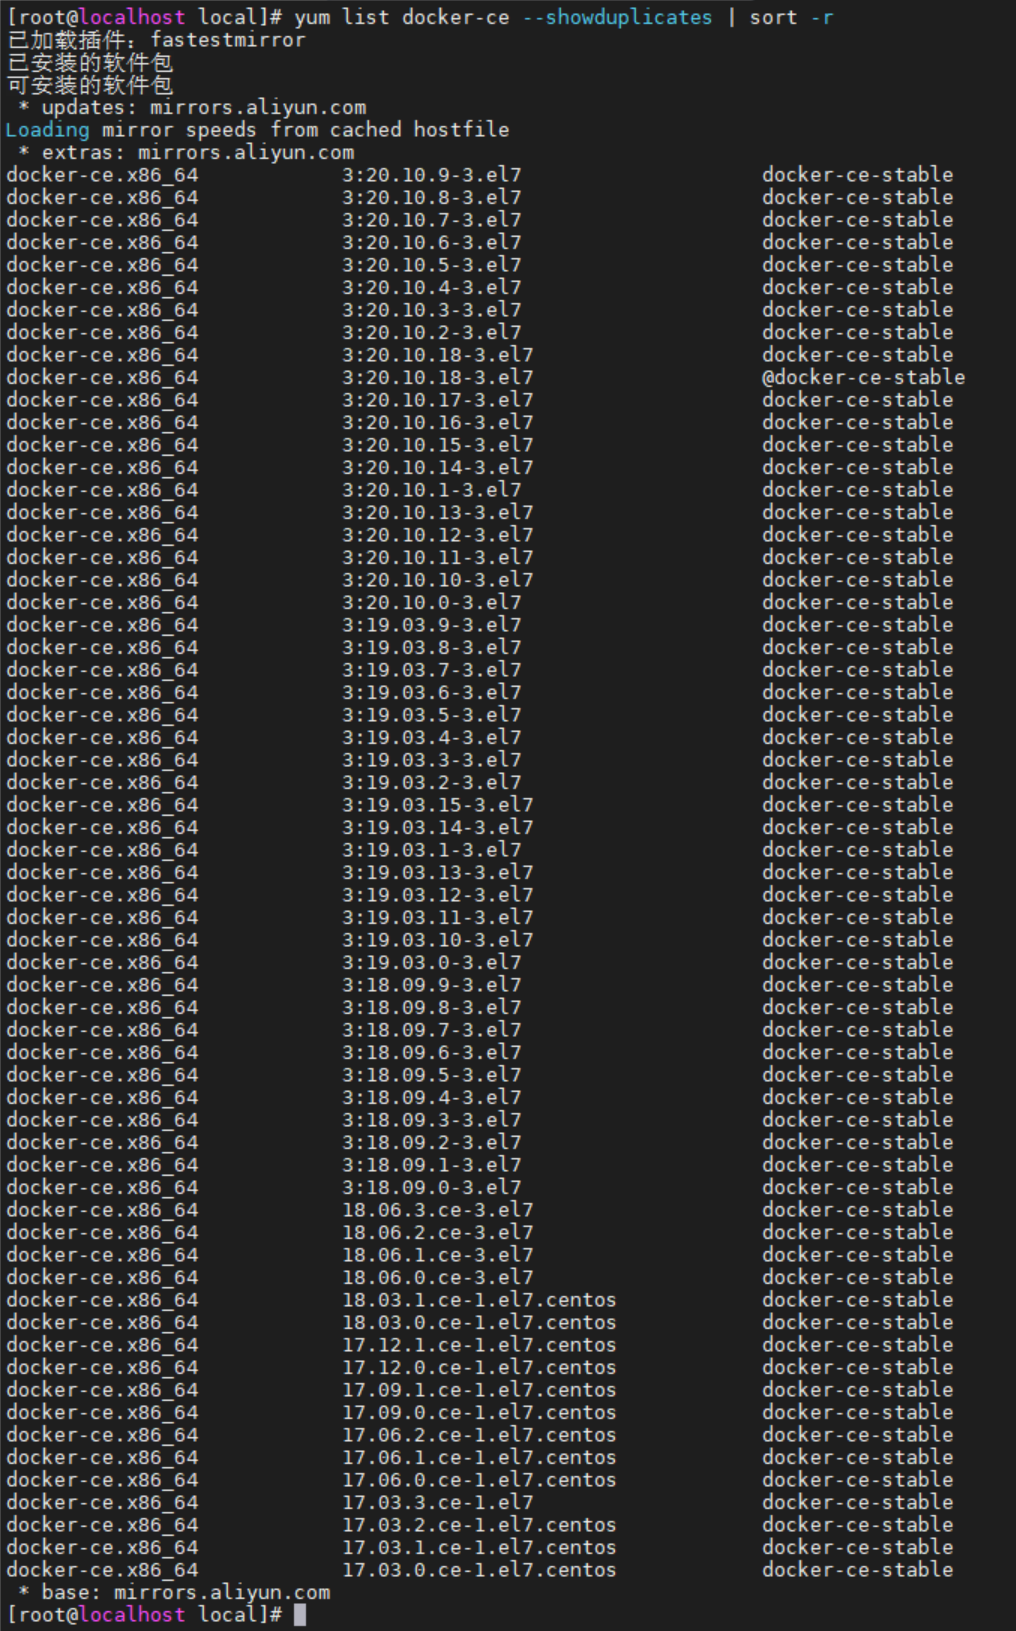 [root@localhost local]# yum list docker-ce --showduplicates | sort -r
已加载插件：fastestmirror
已安装的软件包
可安装的软件包
 * updates: mirrors.aliyun.com
Loading mirror speeds from cached hostfile
 * extras: mirrors.aliyun.com
docker-ce.x86_64            3:20.10.9-3.el7                    docker-ce-stable
docker-ce.x86_64            3:20.10.8-3.el7                    docker-ce-stable
docker-ce.x86_64            3:20.10.7-3.el7                    docker-ce-stable
docker-ce.x86_64            3:20.10.6-3.el7                    docker-ce-stable
docker-ce.x86_64            3:20.10.5-3.el7                    docker-ce-stable
docker-ce.x86_64            3:20.10.4-3.el7                    docker-ce-stable
docker-ce.x86_64            3:20.10.3-3.el7                    docker-ce-stable
docker-ce.x86_64            3:20.10.2-3.el7                    docker-ce-stable
docker-ce.x86_64            3:20.10.18-3.el7                   docker-ce-stable
docker-ce.x86_64            3:20.10.18-3.el7                   @docker-ce-stable
docker-ce.x86_64            3:20.10.17-3.el7                   docker-ce-stable
docker-ce.x86_64            3:20.10.16-3.el7                   docker-ce-stable
docker-ce.x86_64            3:20.10.15-3.el7                   docker-ce-stable
docker-ce.x86_64            3:20.10.14-3.el7                   docker-ce-stable
docker-ce.x86_64            3:20.10.1-3.el7                    docker-ce-stable
docker-ce.x86_64            3:20.10.13-3.el7                   docker-ce-stable
docker-ce.x86_64            3:20.10.12-3.el7                   docker-ce-stable
docker-ce.x86_64            3:20.10.11-3.el7                   docker-ce-stable
docker-ce.x86_64            3:20.10.10-3.el7                   docker-ce-stable
docker-ce.x86_64            3:20.10.0-3.el7                    docker-ce-stable
docker-ce.x86_64            3:19.03.9-3.el7                    docker-ce-stable
docker-ce.x86_64            3:19.03.8-3.el7                    docker-ce-stable
docker-ce.x86_64            3:19.03.7-3.el7                    docker-ce-stable
docker-ce.x86_64            3:19.03.6-3.el7                    docker-ce-stable
docker-ce.x86_64            3:19.03.5-3.el7                    docker-ce-stable
docker-ce.x86_64            3:19.03.4-3.el7                    docker-ce-stable
docker-ce.x86_64            3:19.03.3-3.el7                    docker-ce-stable
docker-ce.x86_64            3:19.03.2-3.el7                    docker-ce-stable
docker-ce.x86_64            3:19.03.15-3.el7                   docker-ce-stable
docker-ce.x86_64            3:19.03.14-3.el7                   docker-ce-stable
docker-ce.x86_64            3:19.03.1-3.el7                    docker-ce-stable
docker-ce.x86_64            3:19.03.13-3.el7                   docker-ce-stable
docker-ce.x86_64            3:19.03.12-3.el7                   docker-ce-stable
docker-ce.x86_64            3:19.03.11-3.el7                   docker-ce-stable
docker-ce.x86_64            3:19.03.10-3.el7                   docker-ce-stable
docker-ce.x86_64            3:19.03.0-3.el7                    docker-ce-stable
docker-ce.x86_64            3:18.09.9-3.el7                    docker-ce-stable
docker-ce.x86_64            3:18.09.8-3.el7                    docker-ce-stable
docker-ce.x86_64            3:18.09.7-3.el7                    docker-ce-stable
docker-ce.x86_64            3:18.09.6-3.el7                    docker-ce-stable
docker-ce.x86_64            3:18.09.5-3.el7                    docker-ce-stable
docker-ce.x86_64            3:18.09.4-3.el7                    docker-ce-stable
docker-ce.x86_64            3:18.09.3-3.el7                    docker-ce-stable
docker-ce.x86_64            3:18.09.2-3.el7                    docker-ce-stable
docker-ce.x86_64            3:18.09.1-3.el7                    docker-ce-stable
docker-ce.x86_64            3:18.09.0-3.el7                    docker-ce-stable
docker-ce.x86_64            18.06.3.ce-3.el7                   docker-ce-stable
docker-ce.x86_64            18.06.2.ce-3.el7                   docker-ce-stable
docker-ce.x86_64            18.06.1.ce-3.el7                   docker-ce-stable
docker-ce.x86_64            18.06.0.ce-3.el7                   docker-ce-stable
docker-ce.x86_64            18.03.1.ce-1.el7.centos            docker-ce-stable
docker-ce.x86_64            18.03.0.ce-1.el7.centos            docker-ce-stable
docker-ce.x86_64            17.12.1.ce-1.el7.centos            docker-ce-stable
docker-ce.x86_64            17.12.0.ce-1.el7.centos            docker-ce-stable
docker-ce.x86_64            17.09.1.ce-1.el7.centos            docker-ce-stable
docker-ce.x86_64            17.09.0.ce-1.el7.centos            docker-ce-stable
docker-ce.x86_64            17.06.2.ce-1.el7.centos            docker-ce-stable
docker-ce.x86_64            17.06.1.ce-1.el7.centos            docker-ce-stable
docker-ce.x86_64            17.06.0.ce-1.el7.centos            docker-ce-stable
docker-ce.x86_64            17.03.3.ce-1.el7                   docker-ce-stable
docker-ce.x86_64            17.03.2.ce-1.el7.centos            docker-ce-stable
docker-ce.x86_64            17.03.1.ce-1.el7.centos            docker-ce-stable
docker-ce.x86_64            17.03.0.ce-1.el7.centos            docker-ce-stable
 * base: mirrors.aliyun.com
[root@localhost local]#